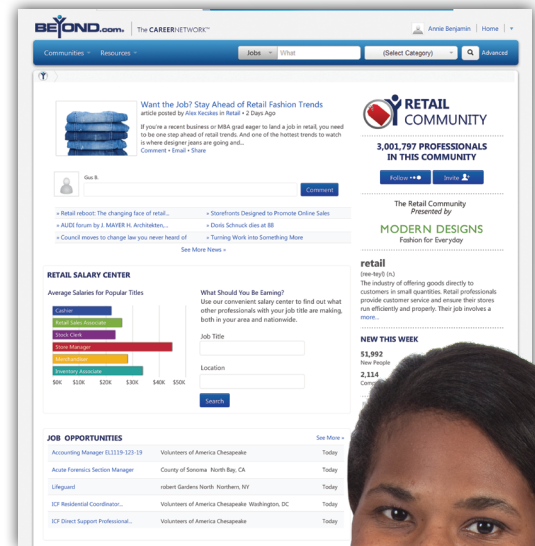 BEYOND.com. The CAREERNETWORK™
Annie Benjamin | Home |
Communities Resources Jobs What (Select Category) Advanced
Want the Job? Stay Ahead of Retail Fashion Trends
article posted by Alex Kecskes in Retail • 2 Days Ago
If you're a recent business or MBA grad eager to land a job in retail, you need
to be one step ahead of retail trends. And one of the hottest trends to watch
is where designer jeans are going and...
Comment • Email • Share
Gus B.
Comment
» Retail reboot: The changing face of retail... » Storefronts Designed to Promote Online Sales
» AUDI forum by J. MAYER H. Architekten,... » Doris Schnuck dies at 88
» Council moves to change law you never heard of » Turning Work into Something More
See More News »
RETAIL SALARY CENTER
Average Salaries for Popular Titles
Cashier
Retail Sales Associate
Stock Clerk
Store Manager
Merchandiser
Inventory Associate
$0K $10K $20K $30K $40K $50K
What Should You Be Earning?
Use our convenient salary center to find out what
other professionals with your job title are making,
both in your area and nationwide.
Job Title
Location
Search
JOB OPPORTUNITIES See More »
Accounting Manager EL1119-123-19 Volunteers of America Chesapeake Today
Acute Forensics Section Manager County of Sonoma North Bay, CA Today
Lifeguard robert Gardens North Northern, NY Today
ICF Residential Coordinator... Volunteers of America Chesapeake Washington, DC Today
ICF Direct Support Professional... Volunteers of America Chesapeake Today
RETAIL
COMMUNITY
3,001,797 PROFESSIONALS
IN THIS COMMUNITY
Follow Invite
The Retail Community
Presented by
MODERN DESIGNS
Fashion for Everyday
retail
(ree-teyl) (n.)
The industry of offering goods directly to
customers in small quantities. Retail professionals
provide customer service and ensure their stores
run efficiently and properly. Their job involves a
more...
NEW THIS WEEK
51,992
New People
2,114